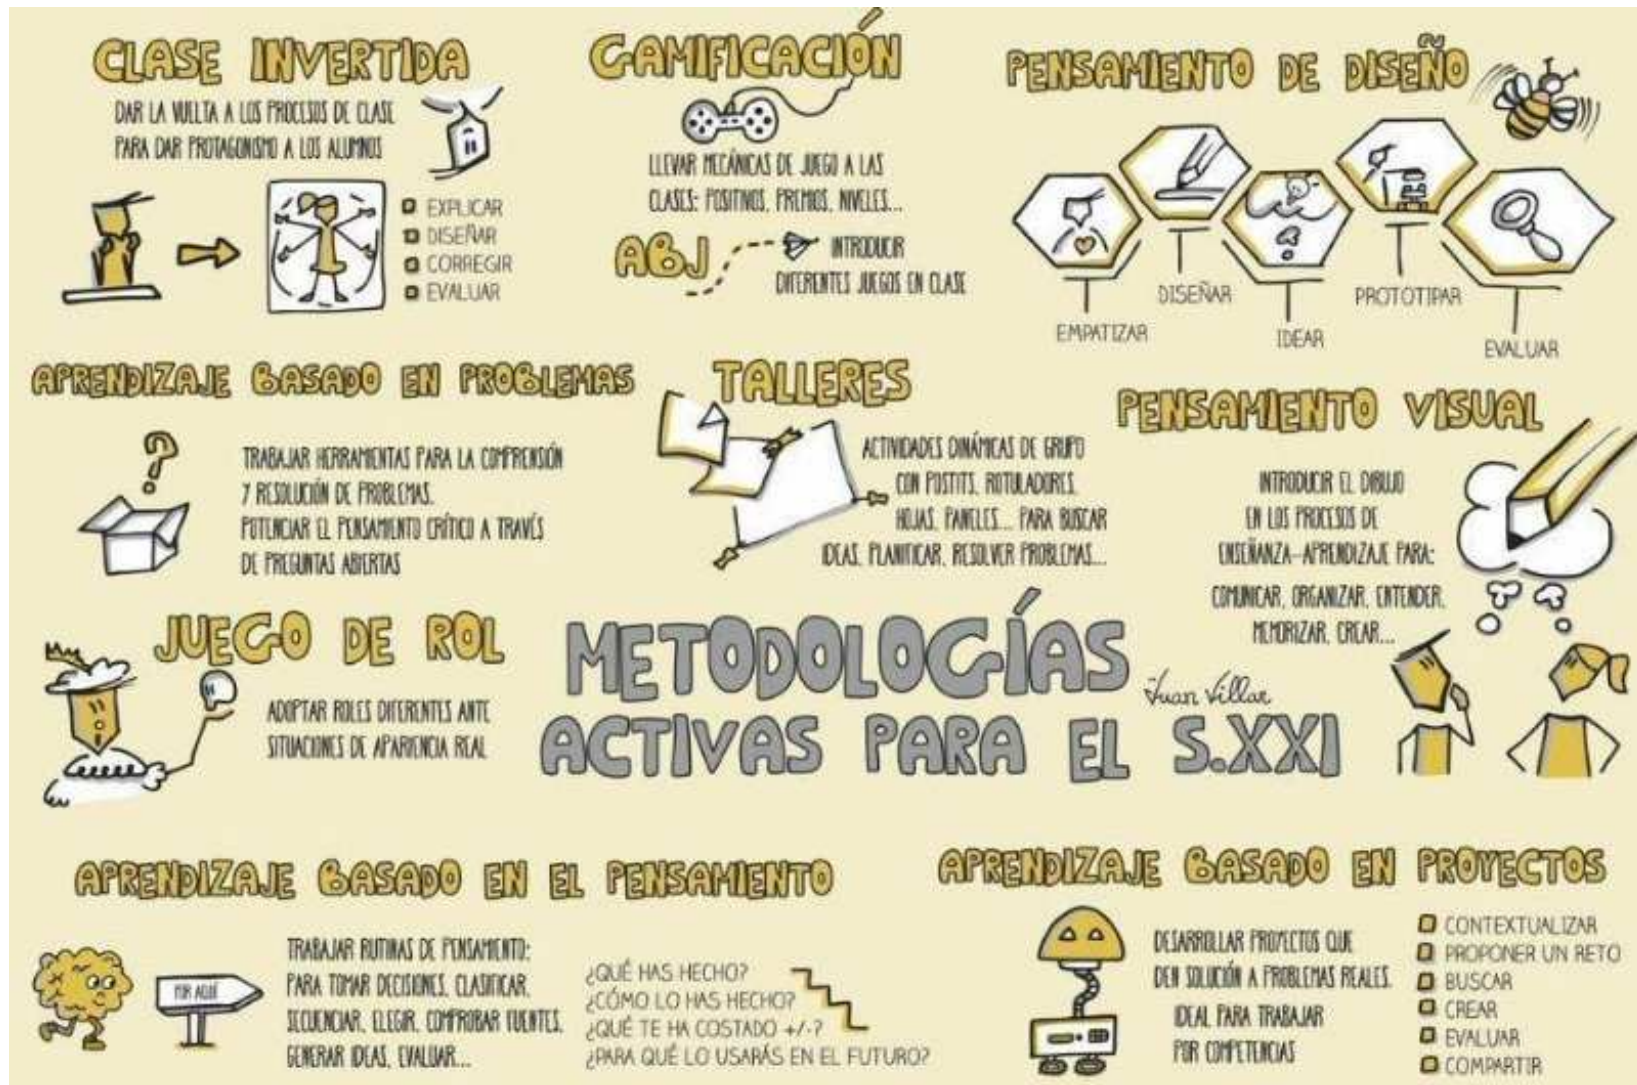 CLASE INVERTIDA
DAR LA VUELTA A LOS PROCESOS DE CLASE
PARA DAR PROTAGONISMO A LOS ALUMNOS
EXPLICAR
DISEÑAR
CORREGIR
EVALUAR
GAMIFICACIÓN
LLEVAR MECÁNICAS DE JUEGO A LAS
CLASES: POSITIVOS, PREMIOS, NIVELES...
ABJ
INTRODUCIR
DIFERENTES JUEGOS EN CLASE
PENSAMIENTO DE DISEÑO
EMPATIZAR
DISEÑAR
IDEAR
PROTOTIPAR
EVALUAR
APRENDIZAJE BASADO EN PROBLEMAS
TRABAJAR HERRAMIENTAS PARA LA COMPRENSIÓN
Y RESOLUCIÓN DE PROBLEMAS.
POTENCIAR EL PENSAMIENTO CRÍTICO A TRAVÉS
DE PREGUNTAS ABIERTAS
TALLERES
ACTIVIDADES DINÁMICAS DE GRUPO
CON POSTITS, ROTULADORES,
HOJAS, PANELES... PARA BUSCAR
IDEAS, PLANIFICAR, RESOLVER PROBLEMAS...
PENSAMIENTO VISUAL
INTRODUCIR EL DIBUJO
EN LOS PROCESOS DE
ENSEÑANZA-APRENDIZAJE PARA:
COMUNICAR, ORGANIZAR, ENTENDER,
MEMORIZAR, CREAR...
JUEGO DE ROL
ADOPTAR ROLES DIFERENTES ANTE
SITUACIONES DE APARIENCIA REAL
METODOLOGÍAS
ACTIVAS PARA EL S.XXI
Juan Villar
APRENDIZAJE BASADO EN EL PENSAMIENTO
POR AQUÍ
TRABAJAR RUTINAS DE PENSAMIENTO:
PARA TOMAR DECISIONES, CLASIFICAR,
SECUENCIAR, ELEGIR, COMPROBAR FUENTES,
GENERAR IDEAS, EVALUAR...
¿QUÉ HAS HECHO?
¿CÓMO LO HAS HECHO?
¿QUÉ TE HA COSTADO +/-?
¿PARA QUÉ LO USARÁS EN EL FUTURO?
APRENDIZAJE BASADO EN PROYECTOS
DESARROLLAR PROYECTOS QUE
DEN SOLUCIÓN A PROBLEMAS REALES.
IDEAL PARA TRABAJAR
POR COMPETENCIAS
CONTEXTUALIZAR
PROPONER UN RETO
BUSCAR
CREAR
EVALUAR
COMPARTIR